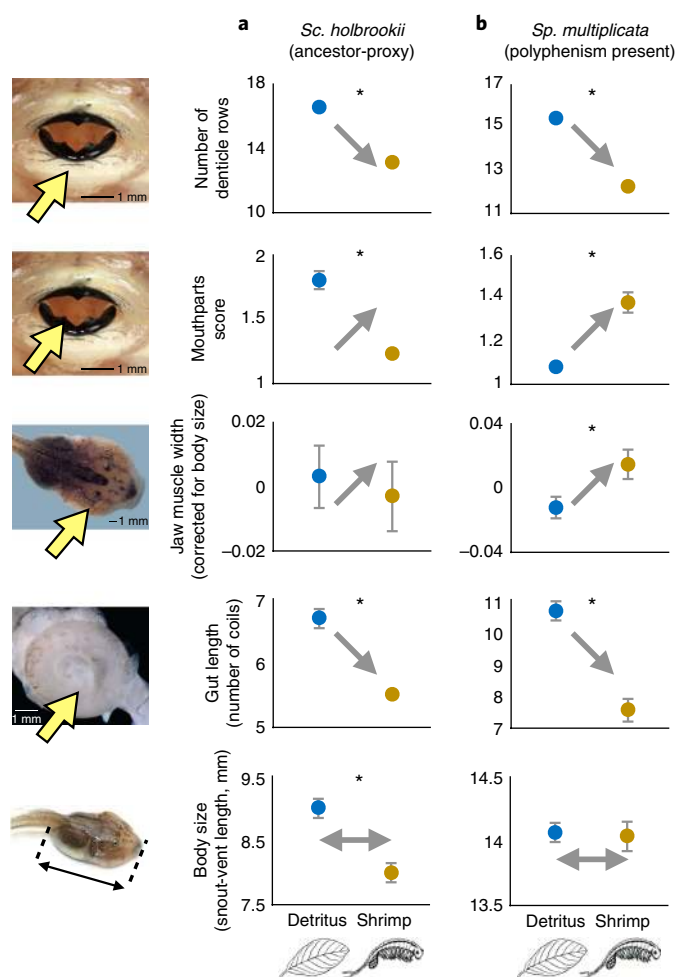 a
Sc. holbrookii
(ancestor-proxy)
b
Sp. multiplicata
(polyphenism present)
1 mm
Number of
denticle rows
18
16
14
12
10
*
17
15
13
11
*
1 mm
Mouthparts
score
2
1.5
1
*
1.6
1.4
1.2
1
*
1 mm
Jaw muscle width
(corrected for body size)
0.02
0
−0.02
0.04
0
−0.04
*
1 mm
Gut length
(number of coils)
7
6
5
*
11
10
9
8
7
*
Body size
(snout-vent length, mm)
9.5
8.5
7.5
*
14.5
14
13.5
Detritus Shrimp
Detritus Shrimp